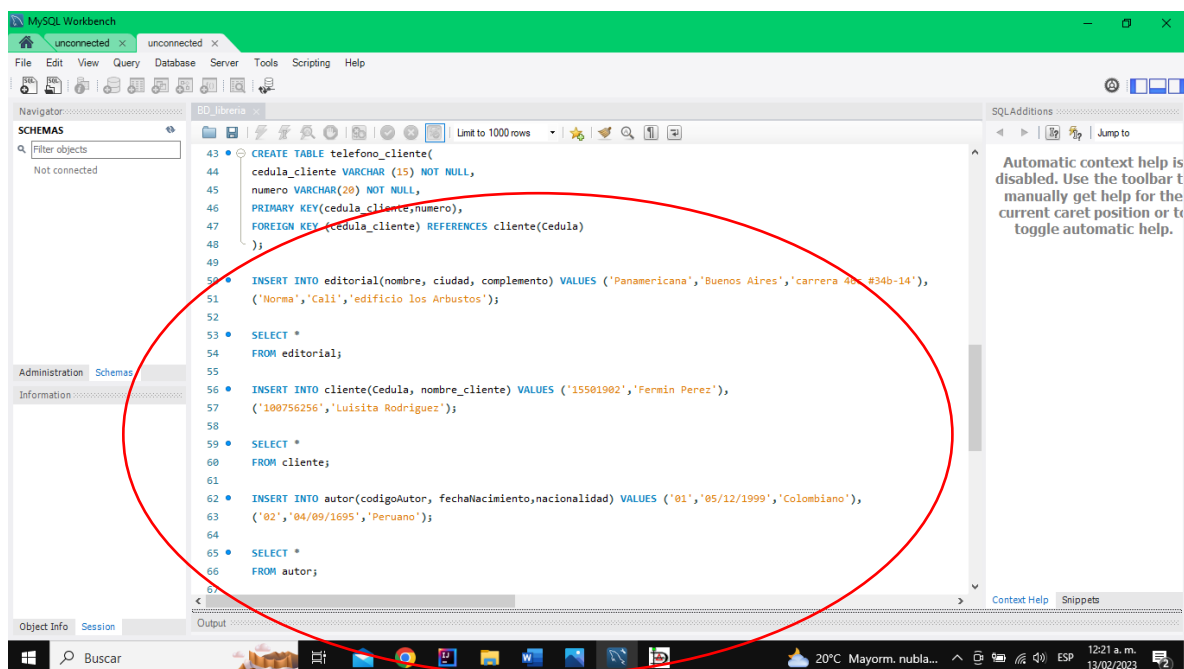 MySQL Workbench
unconnected × unconnected ×
File Edit View Query Database Server Tools Scripting Help
Navigator BD_libreria × SQLAdditions
SCHEMAS Limit to 1000 rows Jump to
Filter objects
Not connected
43 CREATE TABLE telefono_cliente(
44 cedula_cliente VARCHAR (15) NOT NULL,
45 numero VARCHAR(20) NOT NULL,
46 PRIMARY KEY(cedula_cliente,numero),
47 FOREIGN KEY (cedula_cliente) REFERENCES cliente(Cedula)
48 );
49
50 INSERT INTO editorial(nombre, ciudad, complemento) VALUES ('Panamericana','Buenos Aires','carrera #34b-14'),
51 ('Norma','Cali','edificio los Arbustos');
52
53 SELECT *
54 FROM editorial;
55
56 INSERT INTO cliente(Cedula, nombre_cliente) VALUES ('15501902','Fermin Perez'),
57 ('100756256','Luisita Rodriguez');
58
59 SELECT *
60 FROM cliente;
61
62 INSERT INTO autor(codigoAutor, fechaNacimiento,nacionalidad) VALUES ('01','05/12/1999','Colombiano'),
63 ('02','04/09/1695','Peruano');
64
65 SELECT *
66 FROM autor;
67
Automatic context help is
disabled. Use the toolbar t
manually get help for the
current caret position or to
toggle automatic help.
Administration Schemas
Information
Context Help Snippets
Object Info Session
Output
Buscar
20°C Mayorm. nubla... ESP 12:21 a. m.
13/02/2023
2